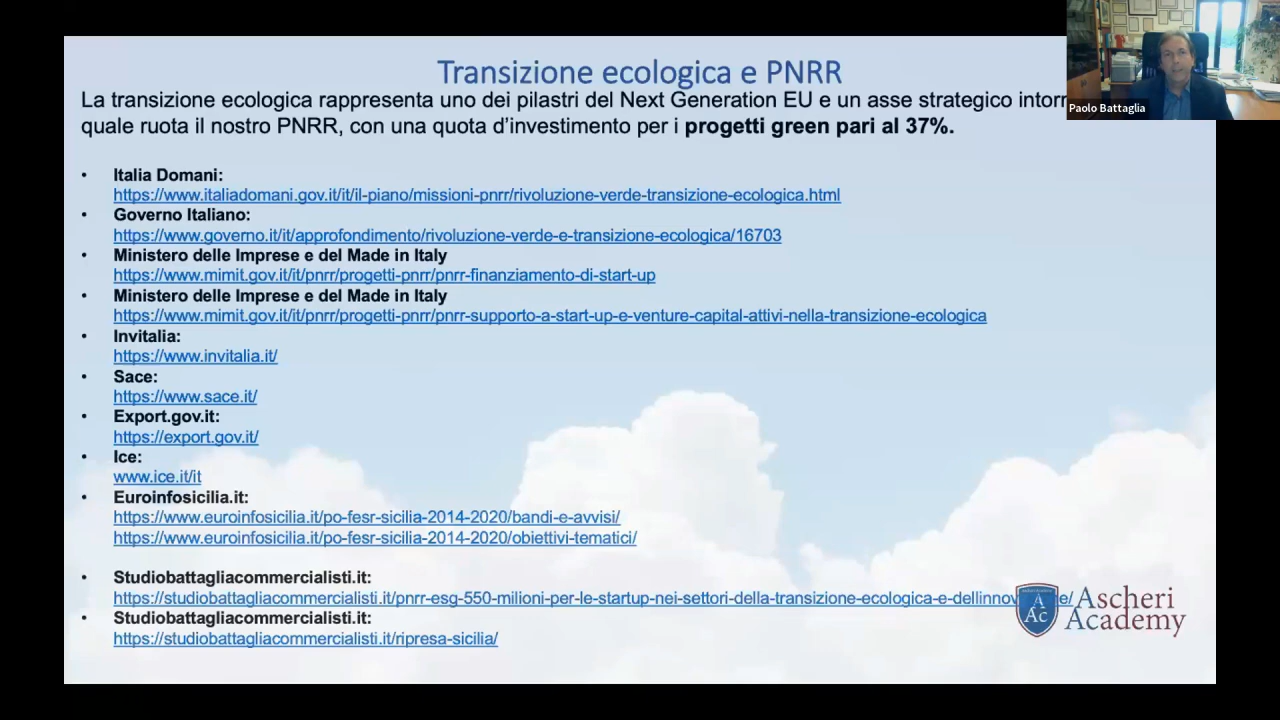 Transizione ecologica e PNRR
La transizione ecologica rappresenta uno dei pilastri del Next Generation EU e un asse strategico
quale ruota il nostro PNRR, con una quota d'investimento per i progetti green pari al 37%.
Paolo Battaglia
• Italia Domani:
https://www.italiadomani.gov.it/it/il-piano/missioni-pnrr/rivoluzione-verde-transizione-ecologica.html
• Governo Italiano:
https://www.governo.it/it/approfondimento/rivoluzione-verde-e-transizione-ecologica/16703
• Ministero delle Imprese e del Made in Italy
https://www.mimit.gov.it/it/pnrr/progetti-pnrr/pnrr-finanziamento-di-start-up
• Ministero delle Imprese e del Made in Italy
https://www.mimit.gov.it/it/pnrr/progetti-pnrr/pnrr-supporto-a-start-up-e-venture-capital-attivi-nella-transizione-ecologica
• Invitalia:
https://www.invitalia.it/
• Sace:
https://www.sace.it/
• Export.gov.it:
https://export.gov.it/
• Ice:
www.ice.it/it
• Euroinfosicilia.it:
https://www.euroinfosicilia.it/po-fesr-sicilia-2014-2020/bandi-e-avvisi/
https://www.euroinfosicilia.it/po-fesr-sicilia-2014-2020/obiettivi-tematici/
• Studiobattagliacommercialisti.it:
https://studiobattagliacommercialisti.it/pnrr-esg-550-milioni-per-le-startup-nei-settori-della-transizione-ecologica-e-dellinnov
• Studiobattagliacommercialisti.it:
https://studiobattagliacommercialisti.it/ripresa-sicilia/
A
Ac
Ascheri
Academy